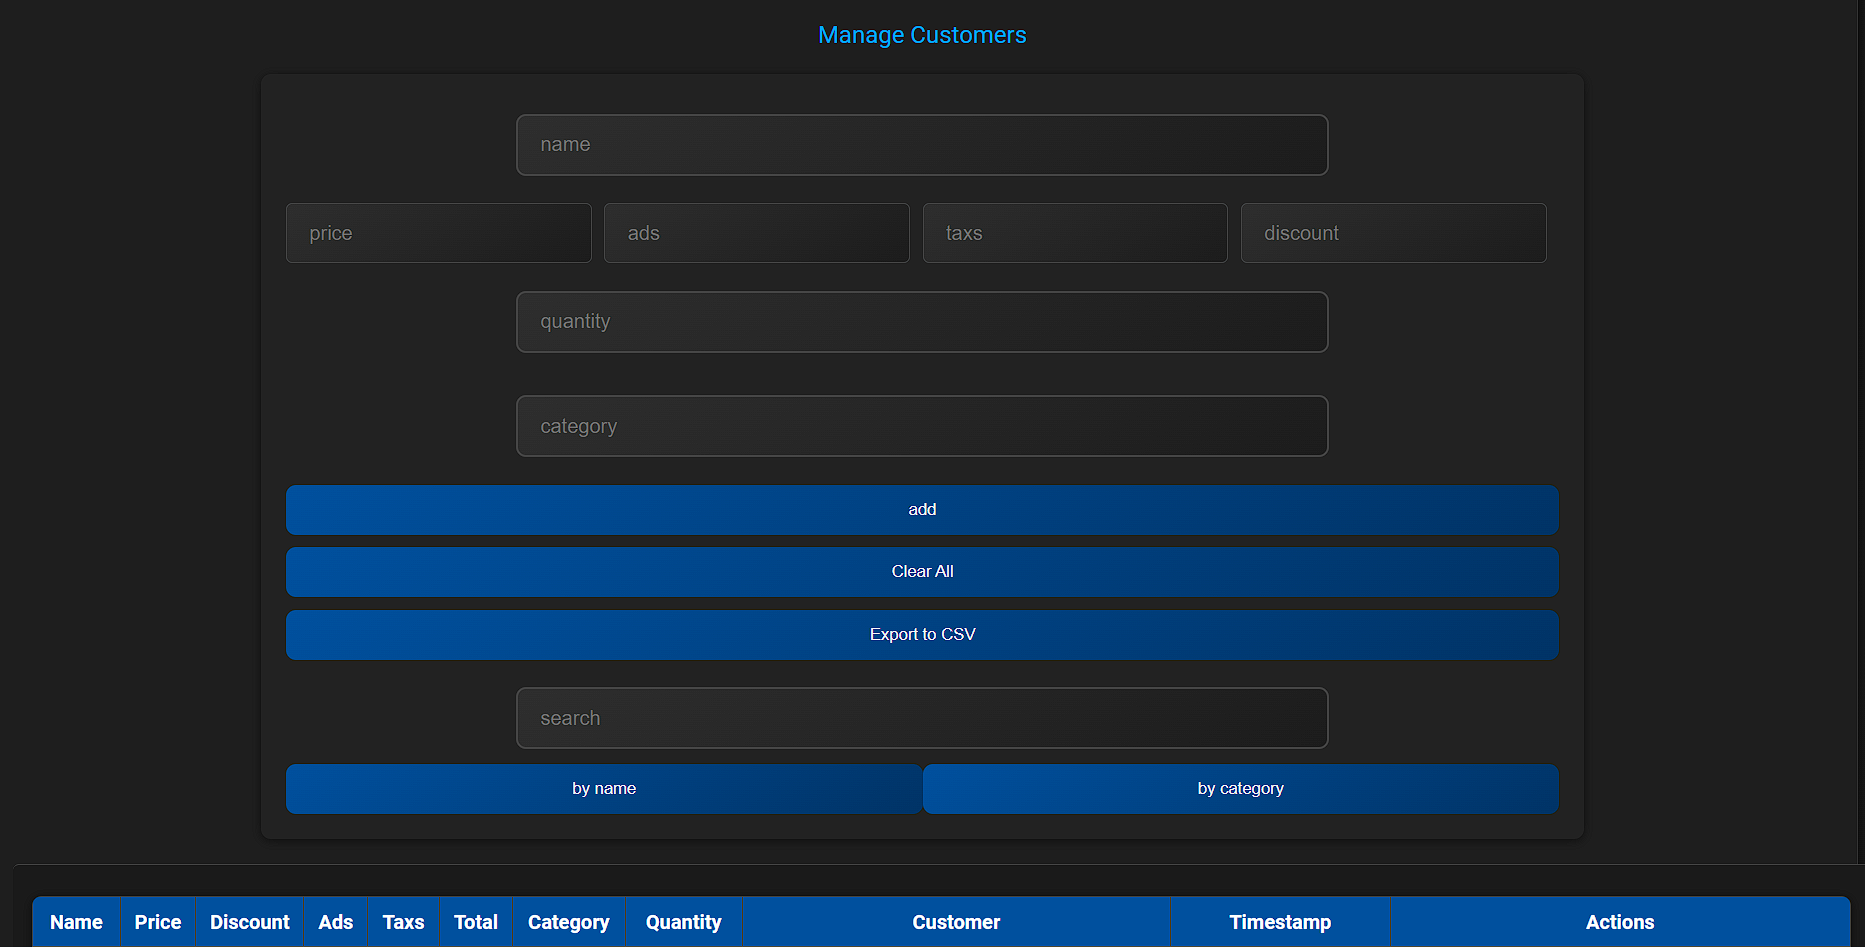 Manage Customers
name
price ads taxs discount
quantity
category
add
Clear All
Export to CSV
search
by name by category
Name Price Discount Ads Taxs Total Category Quantity Customer Timestamp Actions